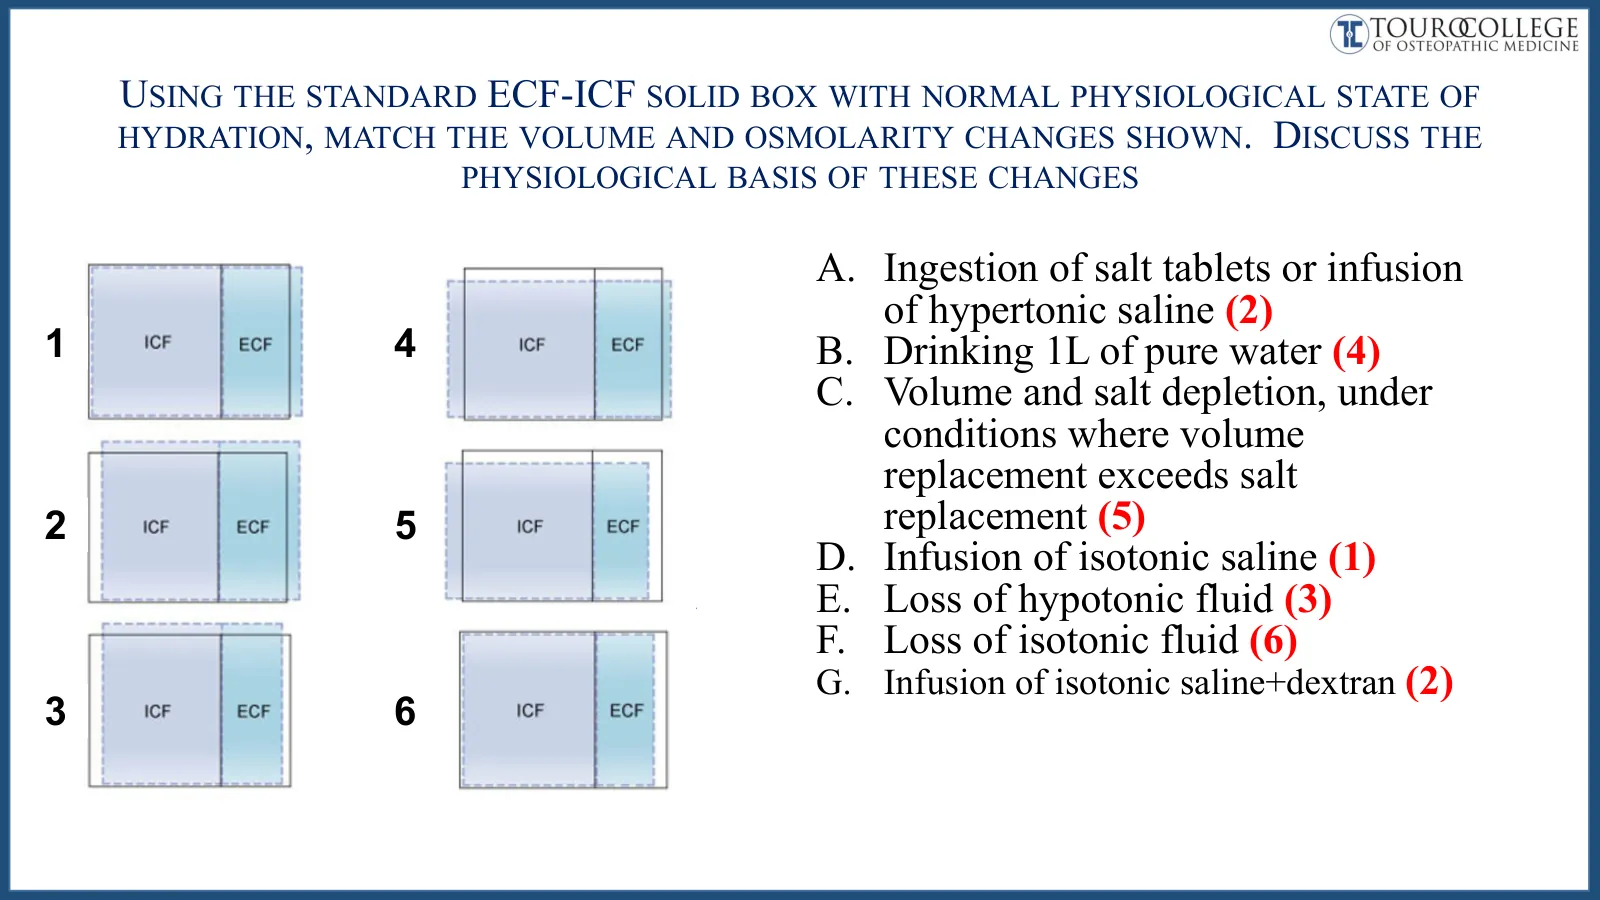 TOUROCOLLEGE
OF OSTEOPATHIC MEDICINE
USING THE STANDARD ECF-ICF SOLID BOX WITH NORMAL PHYSIOLOGICAL STATE OF
HYDRATION, MATCH THE VOLUME AND OSMOLARITY CHANGES SHOWN. DISCUSS THE
PHYSIOLOGICAL BASIS OF THESE CHANGES
1 ICF ECF
4 ICF ECF
2 ICF ECF
5 ICF ECF
3 ICF ECF
6 ICF ECF
A. Ingestion of salt tablets or infusion
of hypertonic saline (2)
B. Drinking 1L of pure water (4)
C. Volume and salt depletion, under
conditions where volume
replacement exceeds salt
replacement (5)
D. Infusion of isotonic saline (1)
E. Loss of hypotonic fluid (3)
F. Loss of isotonic fluid (6)
G. Infusion of isotonic saline+dextran (2)